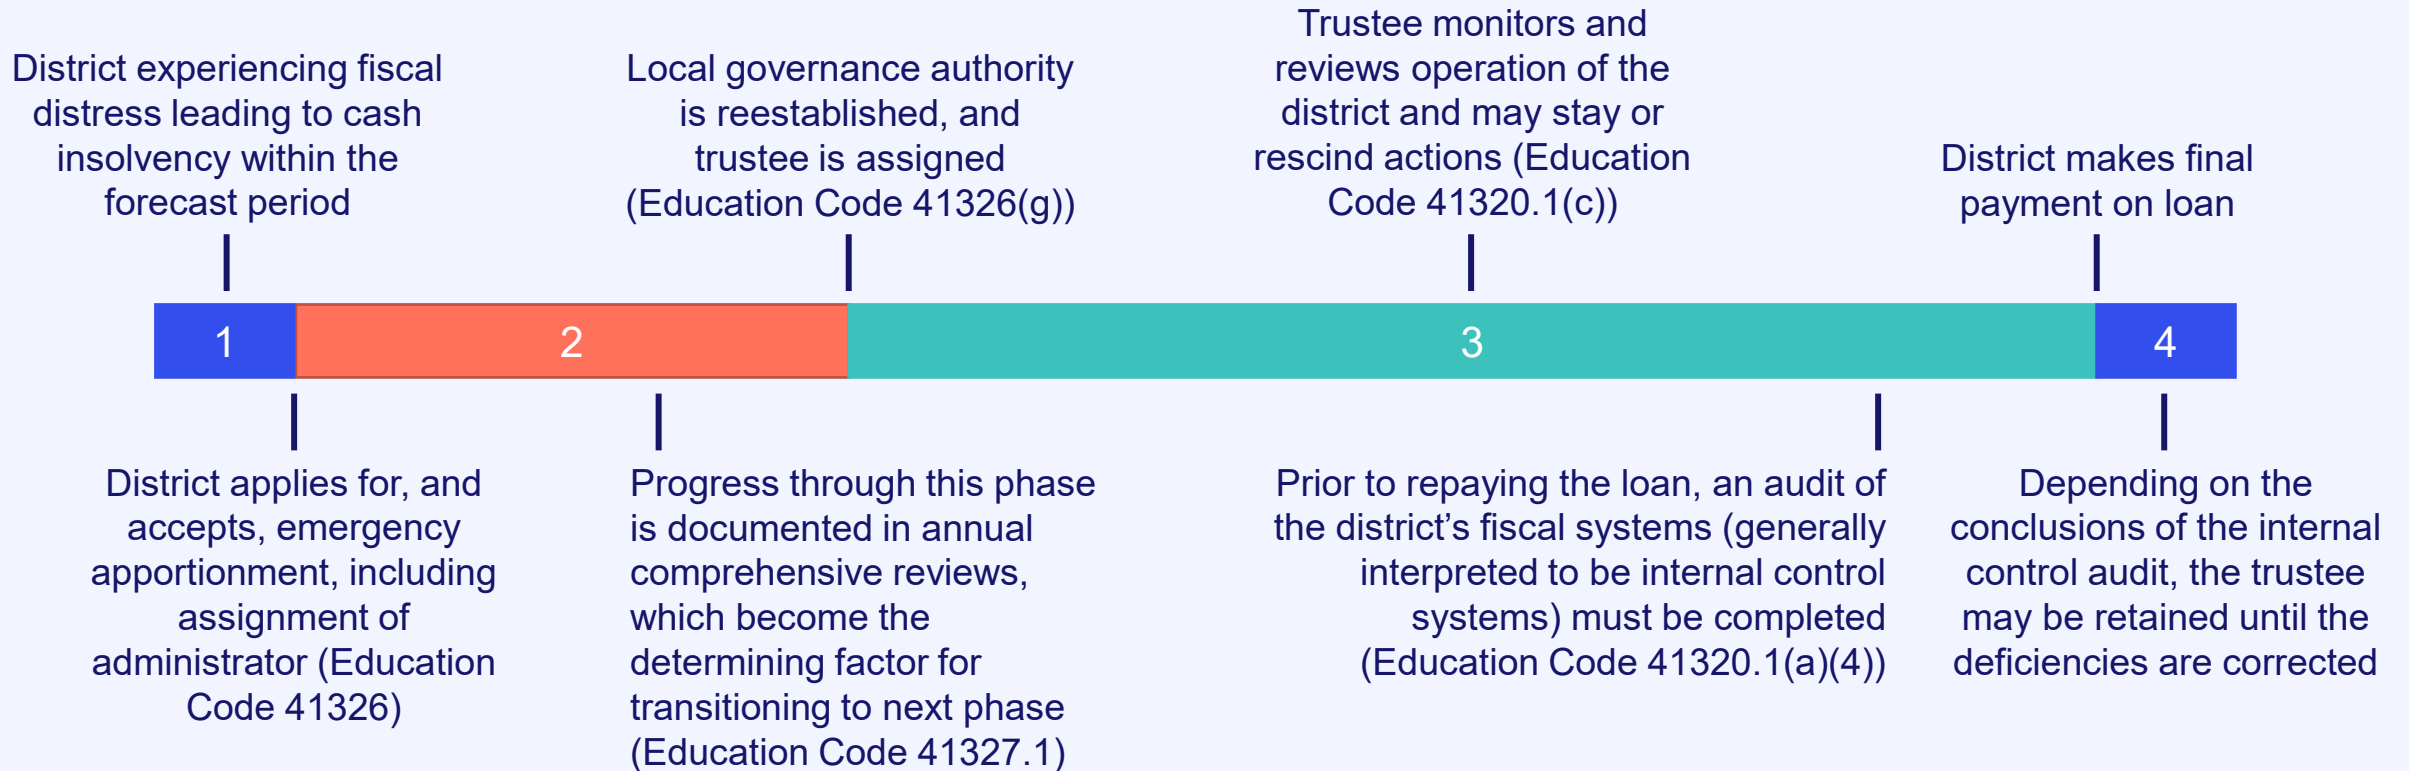 District experiencing fiscal
distress leading to cash
insolvency within the
forecast period
Local governance authority
is reestablished, and
trustee is assigned
(Education Code 41326(g))
Trustee monitors and
reviews operation of the
district and may stay or
rescind actions (Education
Code 41320.1(c))
District makes final
payment on loan
1
2
3
4
District applies for, and
accepts, emergency
apportionment, including
assignment of
administrator (Education
Code 41326)
Progress through this phase
is documented in annual
comprehensive reviews,
which become the
determining factor for
transitioning to next phase
(Education Code 41327.1)
Prior to repaying the loan, an audit of
the district’s fiscal systems (generally
interpreted to be internal control
systems) must be completed
(Education Code 41320.1(a)(4))
Depending on the
conclusions of the internal
control audit, the trustee
may be retained until the
deficiencies are corrected